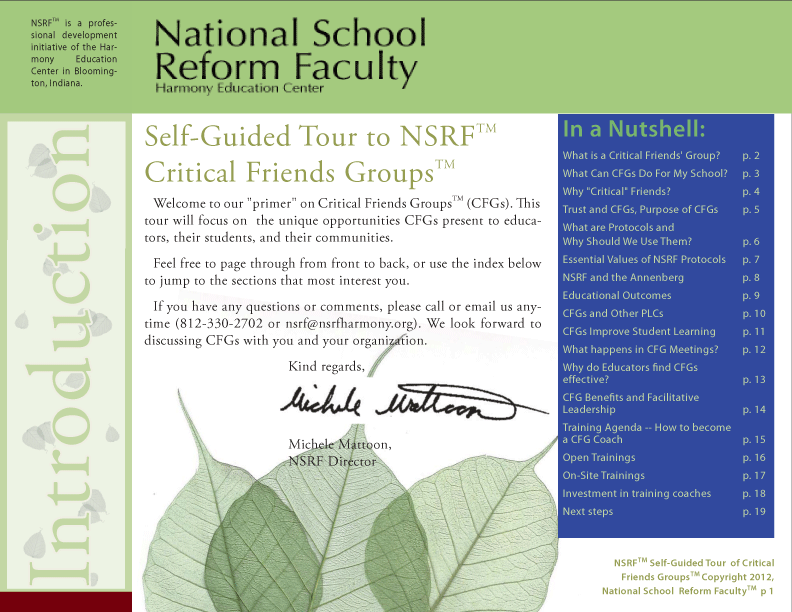 NSRF™ is a profes-
sional development
initiative of the Har-
mony Education
Center in Blooming-
ton, Indiana.
National School
Reform Faculty
Harmony Education Center
Introduction
Self-Guided Tour to NSRF™
Critical Friends Groups™
Welcome to our "primer" on Critical Friends Groups™ (CFGs). This
tour will focus on the unique opportunities CFGs present to educa-
tors, their students, and their communities.
Feel free to page through from front to back, or use the index below
to jump to the sections that most interest you.
If you have any questions or comments, please call or email us any-
time (812-330-2702 or nsrf@nsrfharmony.org). We look forward to
discussing CFGs with you and your organization.
Kind regards,
Michele Mattoon
Michele Mattoon,
NSRF Director
In a Nutshell:
What is a Critical Friends' Group? p. 2
What Can CFGs Do For My School? p. 3
Why "Critical" Friends? p. 4
Trust and CFGs, Purpose of CFGs p. 5
What are Protocols and
Why Should We Use Them? p. 6
Essential Values of NSRF Protocols p. 7
NSRF and the Annenberg p. 8
Educational Outcomes p. 9
CFGs and Other PLCs p. 10
CFGs Improve Student Learning p. 11
What happens in CFG Meetings? p. 12
Why do Educators find CFGs
effective? p. 13
CFG Benefits and Facilitative
Leadership p. 14
Training Agenda -- How to become
a CFG Coach p. 15
Open Trainings p. 16
On-Site Trainings p. 17
Investment in training coaches p. 18
Next steps p. 19
NSRF™ Self-Guided Tour of Critical
Friends Groups™ Copyright 2012,
National School Reform Faculty™ p 1